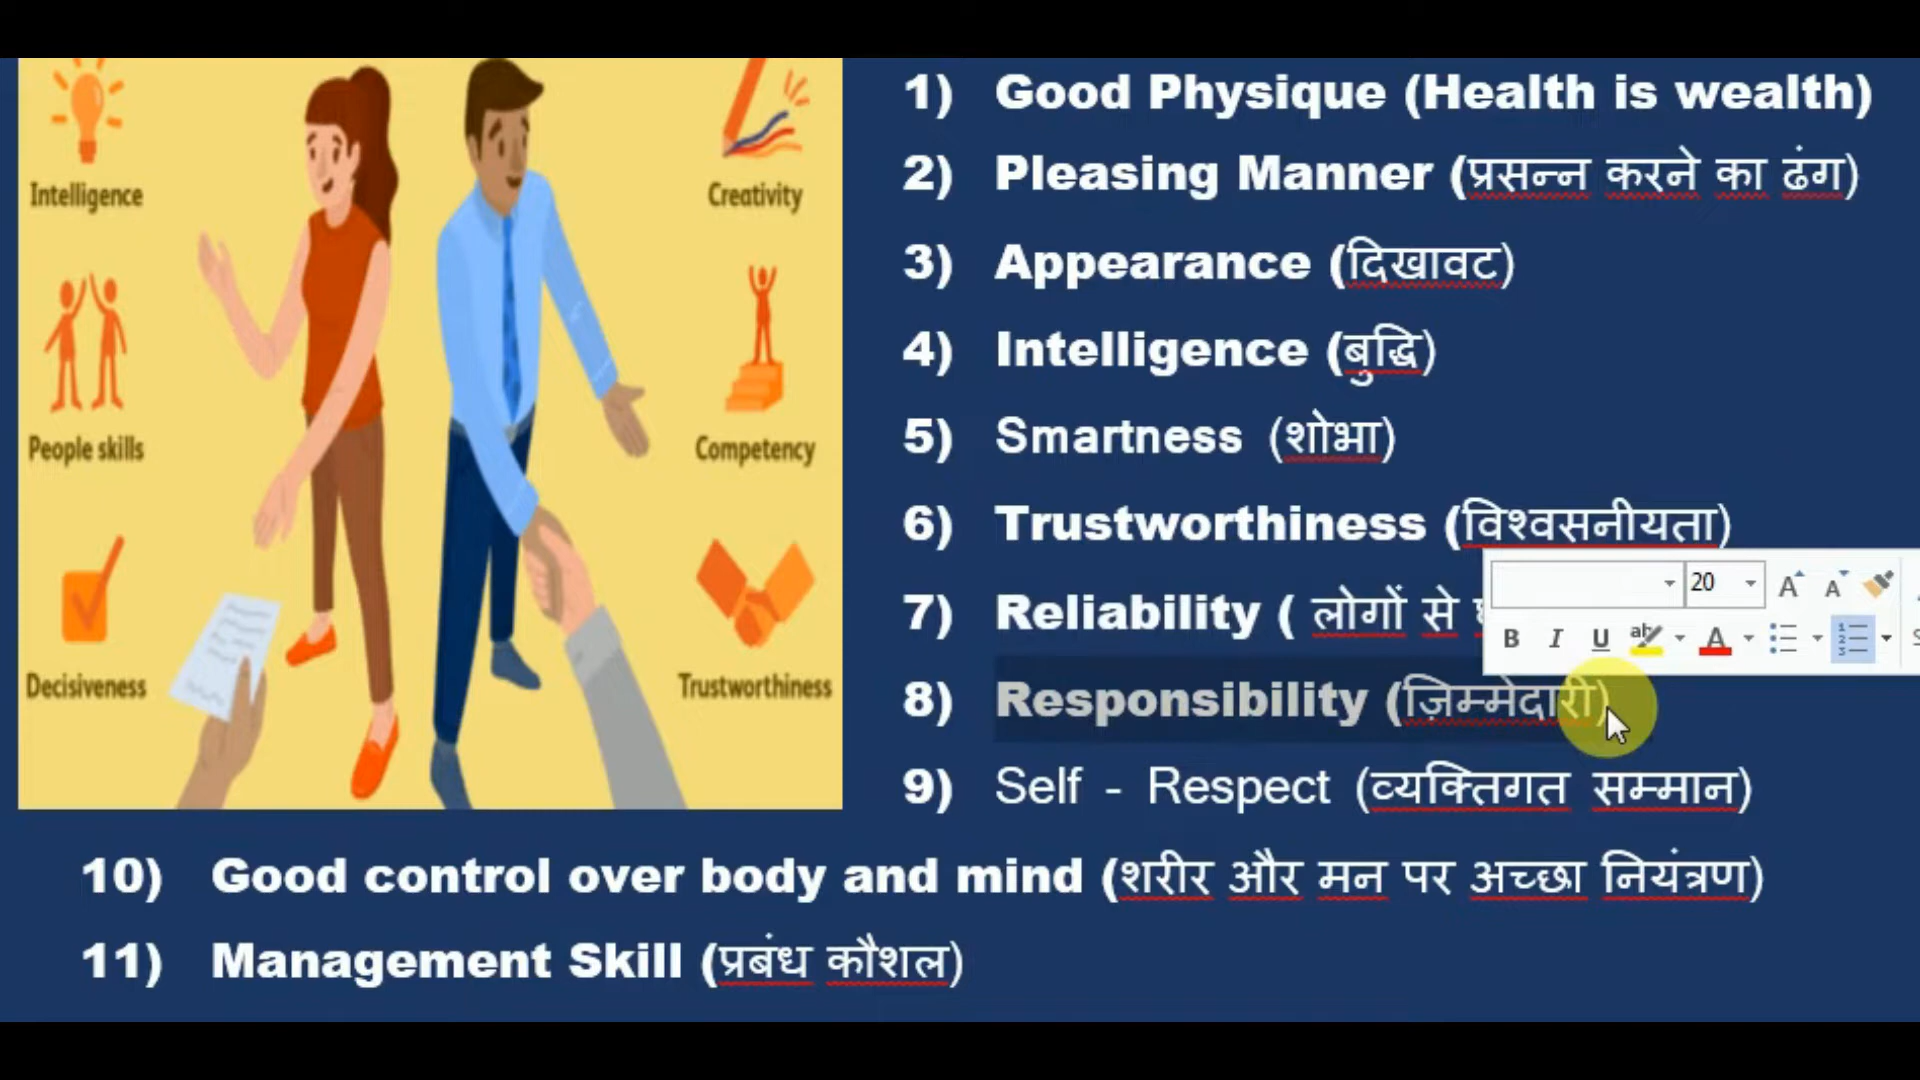 Intelligence
Creativity
People skills
Competency
Decisiveness
Trustworthiness
1) Good Physique (Health is wealth)
2) Pleasing Manner (प्रसन्न करने का ढंग)
3) Appearance (दिखावट)
4) Intelligence (बुद्धि)
5) Smartness (शोभा)
6) Trustworthiness (विश्वसनीयता)
7) Reliability ( लोगों से
20
B I U ab A
8) Responsibility (ज़िम्मेदारी)
9) Self - Respect (व्यक्तिगत सम्मान)
10) Good control over body and mind (शरीर और मन पर अच्छा नियंत्रण)
11) Management Skill (प्रबंध कौशल)